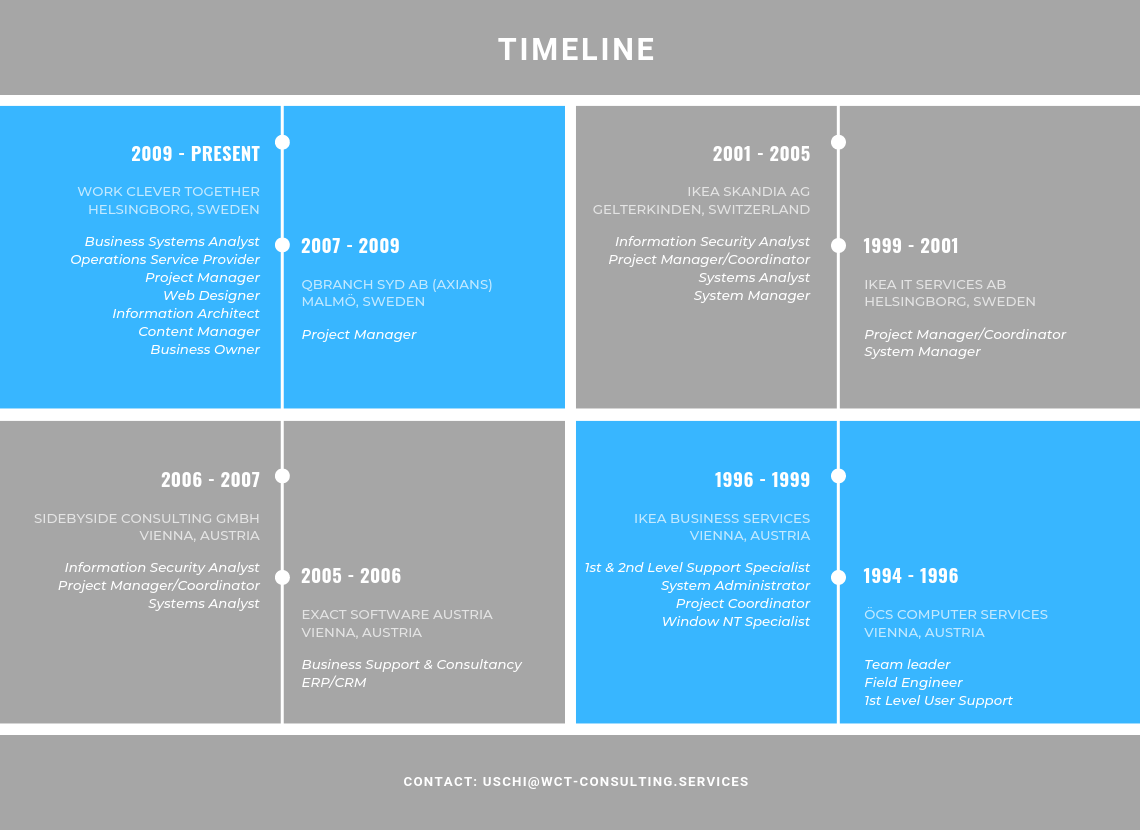 TIMELINE
2009 - PRESENT
WORK CLEVER TOGETHER
HELSINGBORG, SWEDEN
Business Systems Analyst
Operations Service Provider
Project Manager
Web Designer
Information Architect
Content Manager
Business Owner
2007 - 2009
QBRANCH SYD AB (AXIANS)
MALMÖ, SWEDEN
Project Manager
2006 - 2007
SIDEBYSIDE CONSULTING GMBH
VIENNA, AUSTRIA
Information Security Analyst
Project Manager/Coordinator
Systems Analyst
2005 - 2006
EXACT SOFTWARE AUSTRIA
VIENNA, AUSTRIA
Business Support & Consultancy
ERP/CRM
2001 - 2005
IKEA SKANDIA AG
GELTERKINDEN, SWITZERLAND
Information Security Analyst
Project Manager/Coordinator
Systems Analyst
System Manager
1999 - 2001
IKEA IT SERVICES AB
HELSINGBORG, SWEDEN
Project Manager/Coordinator
System Manager
1996 - 1999
IKEA BUSINESS SERVICES
VIENNA, AUSTRIA
1st & 2nd Level Support Specialist
System Administrator
Project Coordinator
Window NT Specialist
1994 - 1996
ÖCS COMPUTER SERVICES
VIENNA, AUSTRIA
Team leader
Field Engineer
1st Level User Support
CONTACT: USCHI@WCT-CONSULTING.SERVICES